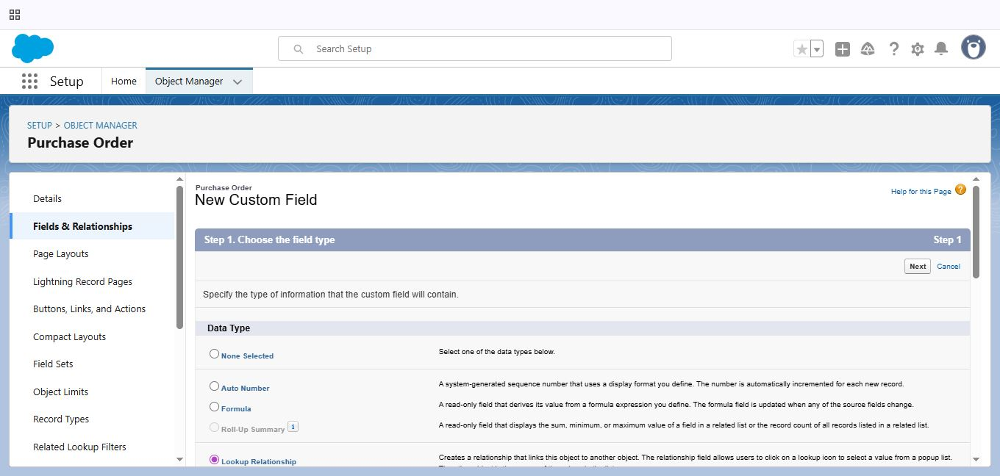 Search Setup
Setup
Home
Object Manager
SETUP > OBJECT MANAGER
Purchase Order
Details
Fields & Relationships
Page Layouts
Lightning Record Pages
Buttons, Links, and Actions
Compact Layouts
Field Sets
Object Limits
Record Types
Related Lookup Filters
Purchase Order
New Custom Field
Help for this Page ?
Step 1. Choose the field type
Step 1
Next
Cancel
Specify the type of information that the custom field will contain.
Data Type
None Selected
Select one of the data types below.
Auto Number
A system-generated sequence number that uses a display format you define. The number is automatically incremented for each new record.
Formula
A read-only field that derives its value from a formula expression you define. The formula field is updated when any of the source fields change.
Roll-Up Summary i
A read-only field that displays the sum, minimum, or maximum value of a field in a related list or the record count of all records listed in a related list.
Lookup Relationship
Creates a relationship that links this object to another object. The relationship field allows users to click on a lookup icon to select a value from a popup list.